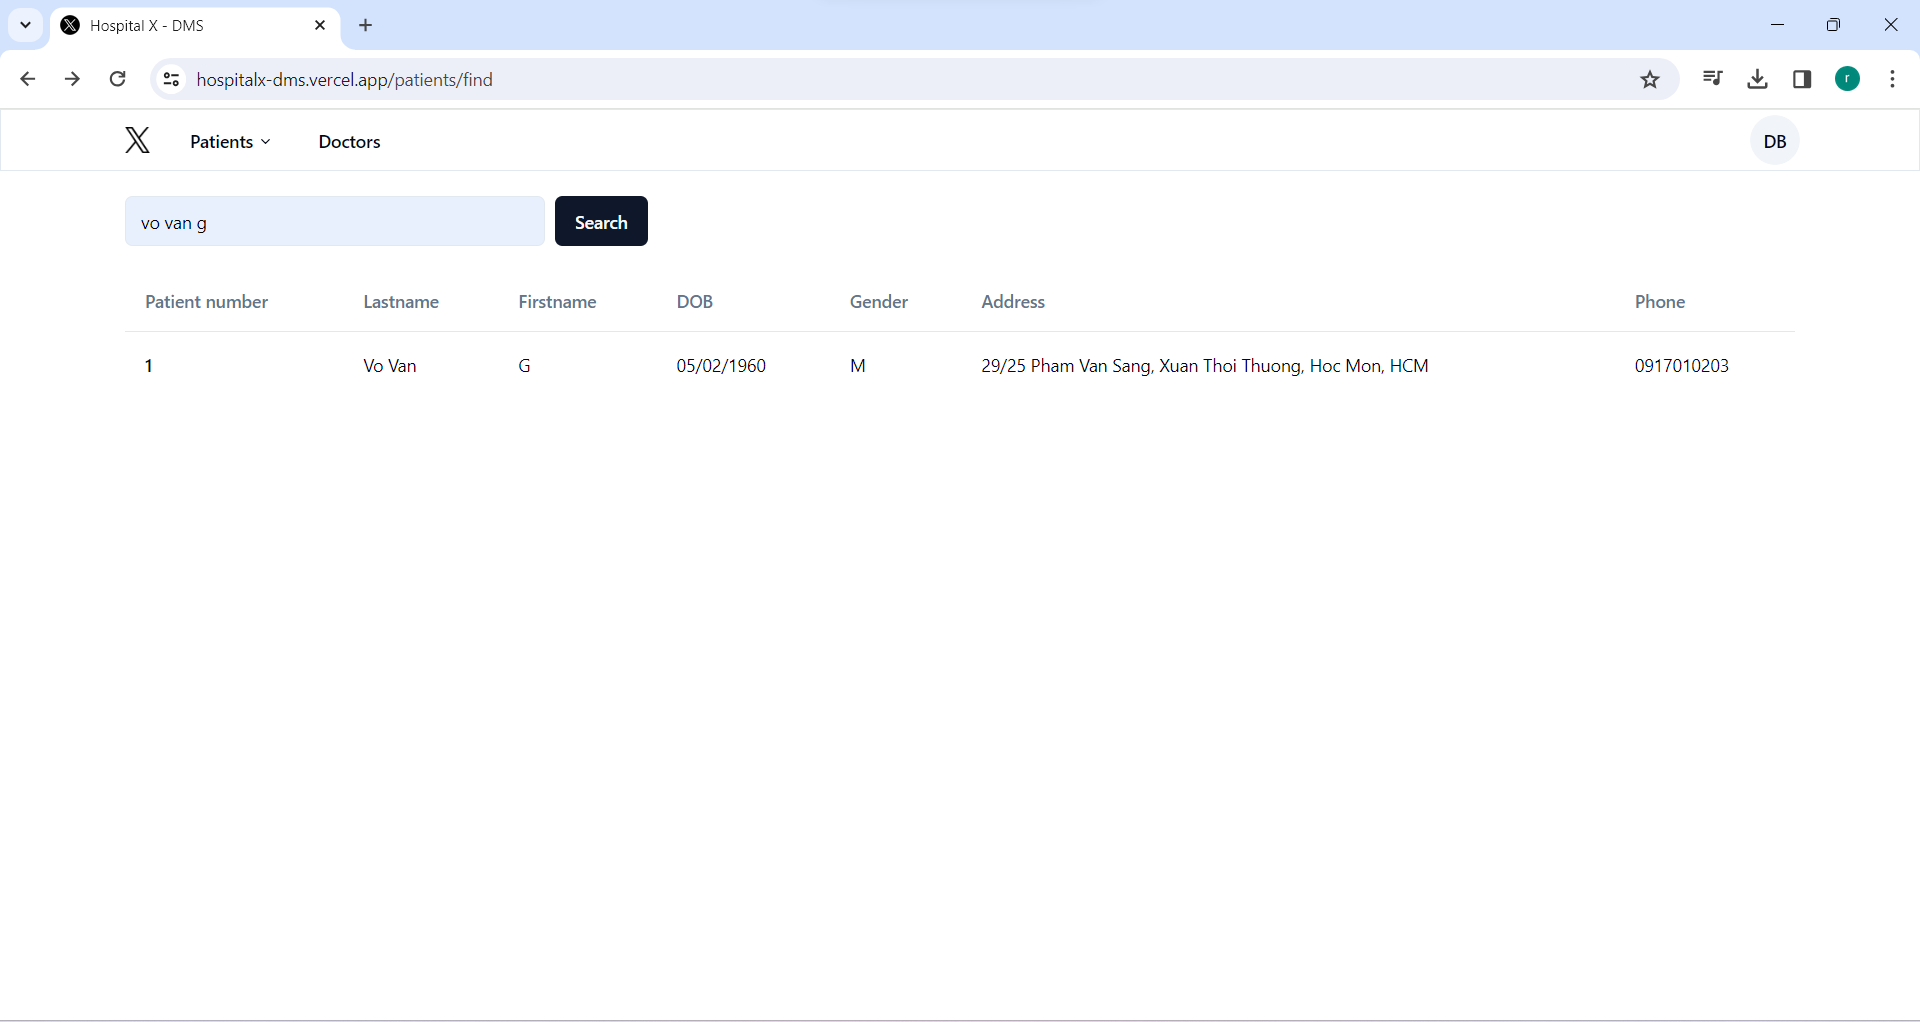 Hospital X - DMS
hospitalx-dms.vercel.app/patients/find
r
X Patients Doctors DB
vo van g Search
Patient number Lastname Firstname DOB Gender Address Phone
1 Vo Van G 05/02/1960 M 29/25 Pham Van Sang, Xuan Thoi Thuong, Hoc Mon, HCM 0917010203